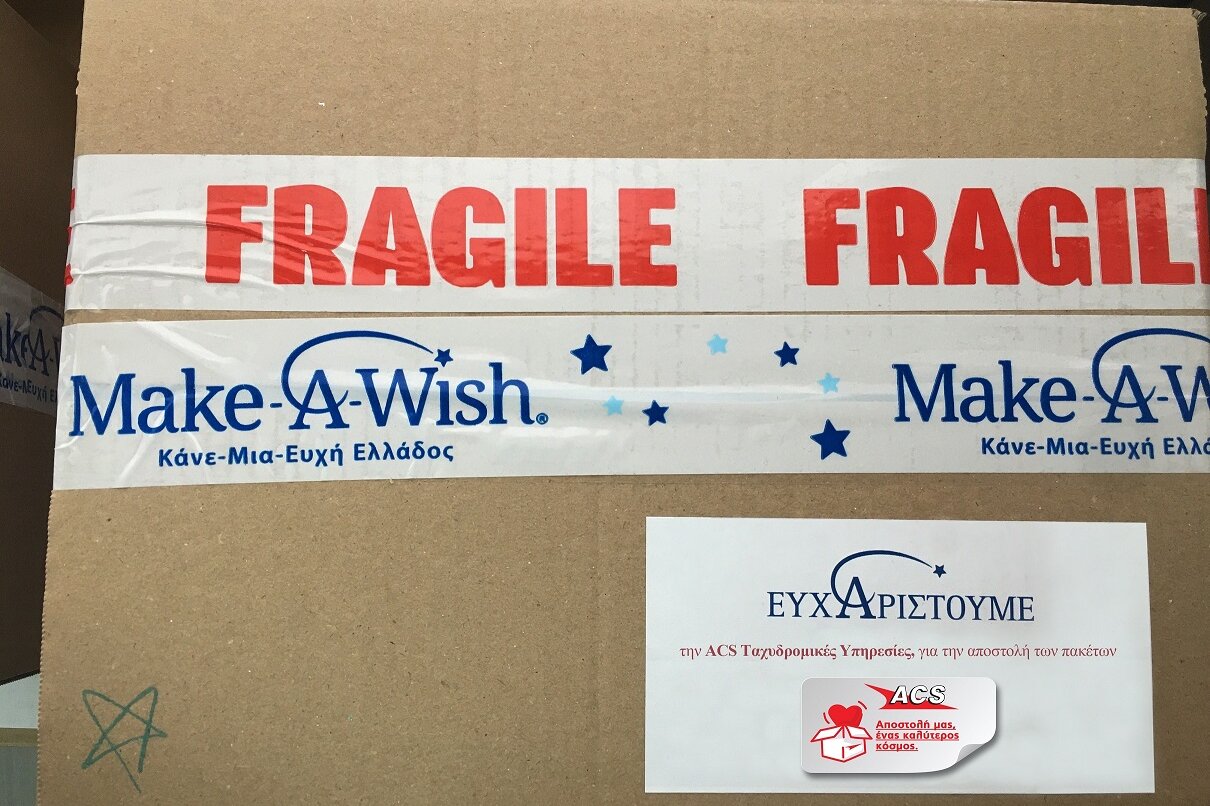 FRAGILE FRAGIL
Make-A-Wish® Make-A-W
Κάνε-Μια-Ευχή Ελλάδος Κάνε-Μια-Ευχή Ελλά
ΕΥΧΑΡΙΣΤΟΥΜΕ
την ACS Ταχυδρομικές Υπηρεσίες, για την αποστολή των πακέτων
ACS
Αποστολή μας,
ένας καλύτερος
κόσμος.